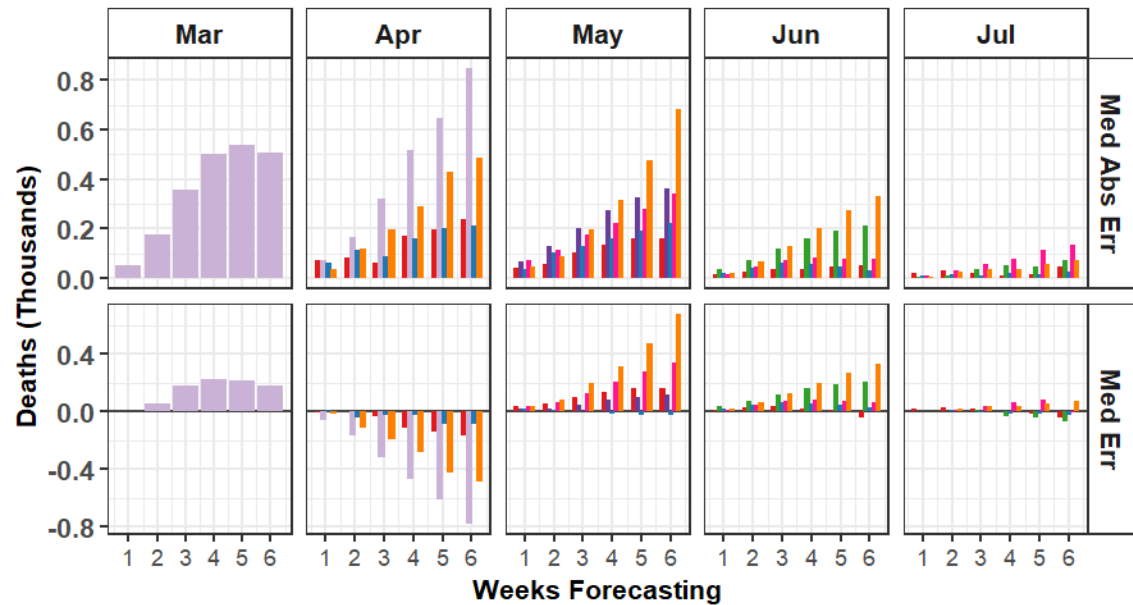 Mar Apr May Jun Jul
Deaths (Thousands)
0.8
0.6
0.4
0.2
0.0
Med Abs Err
0.4
0.0
-0.4
-0.8
Med Err
1 2 3 4 5 6 1 2 3 4 5 6 1 2 3 4 5 6 1 2 3 4 5 6 1 2 3 4 5 6
Weeks Forecasting